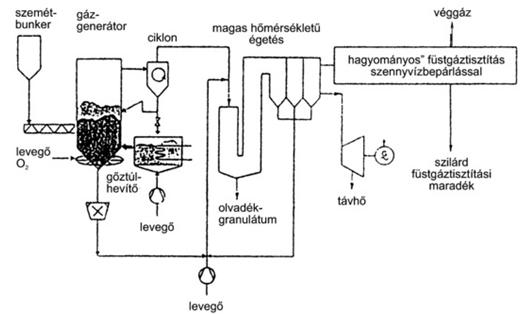 szemét-
bunker
gáz-
generátor
ciklon
magas hőmérsékletű
égetés
véggáz
hagyományos" füstgáztisztítás
szennyvízbepárlással
levegő
O₂
gőztúl-
hevítő
levegő
olvadék-
granulátum
távhő
szilárd
füstgáztisztítási
maradék
levegő